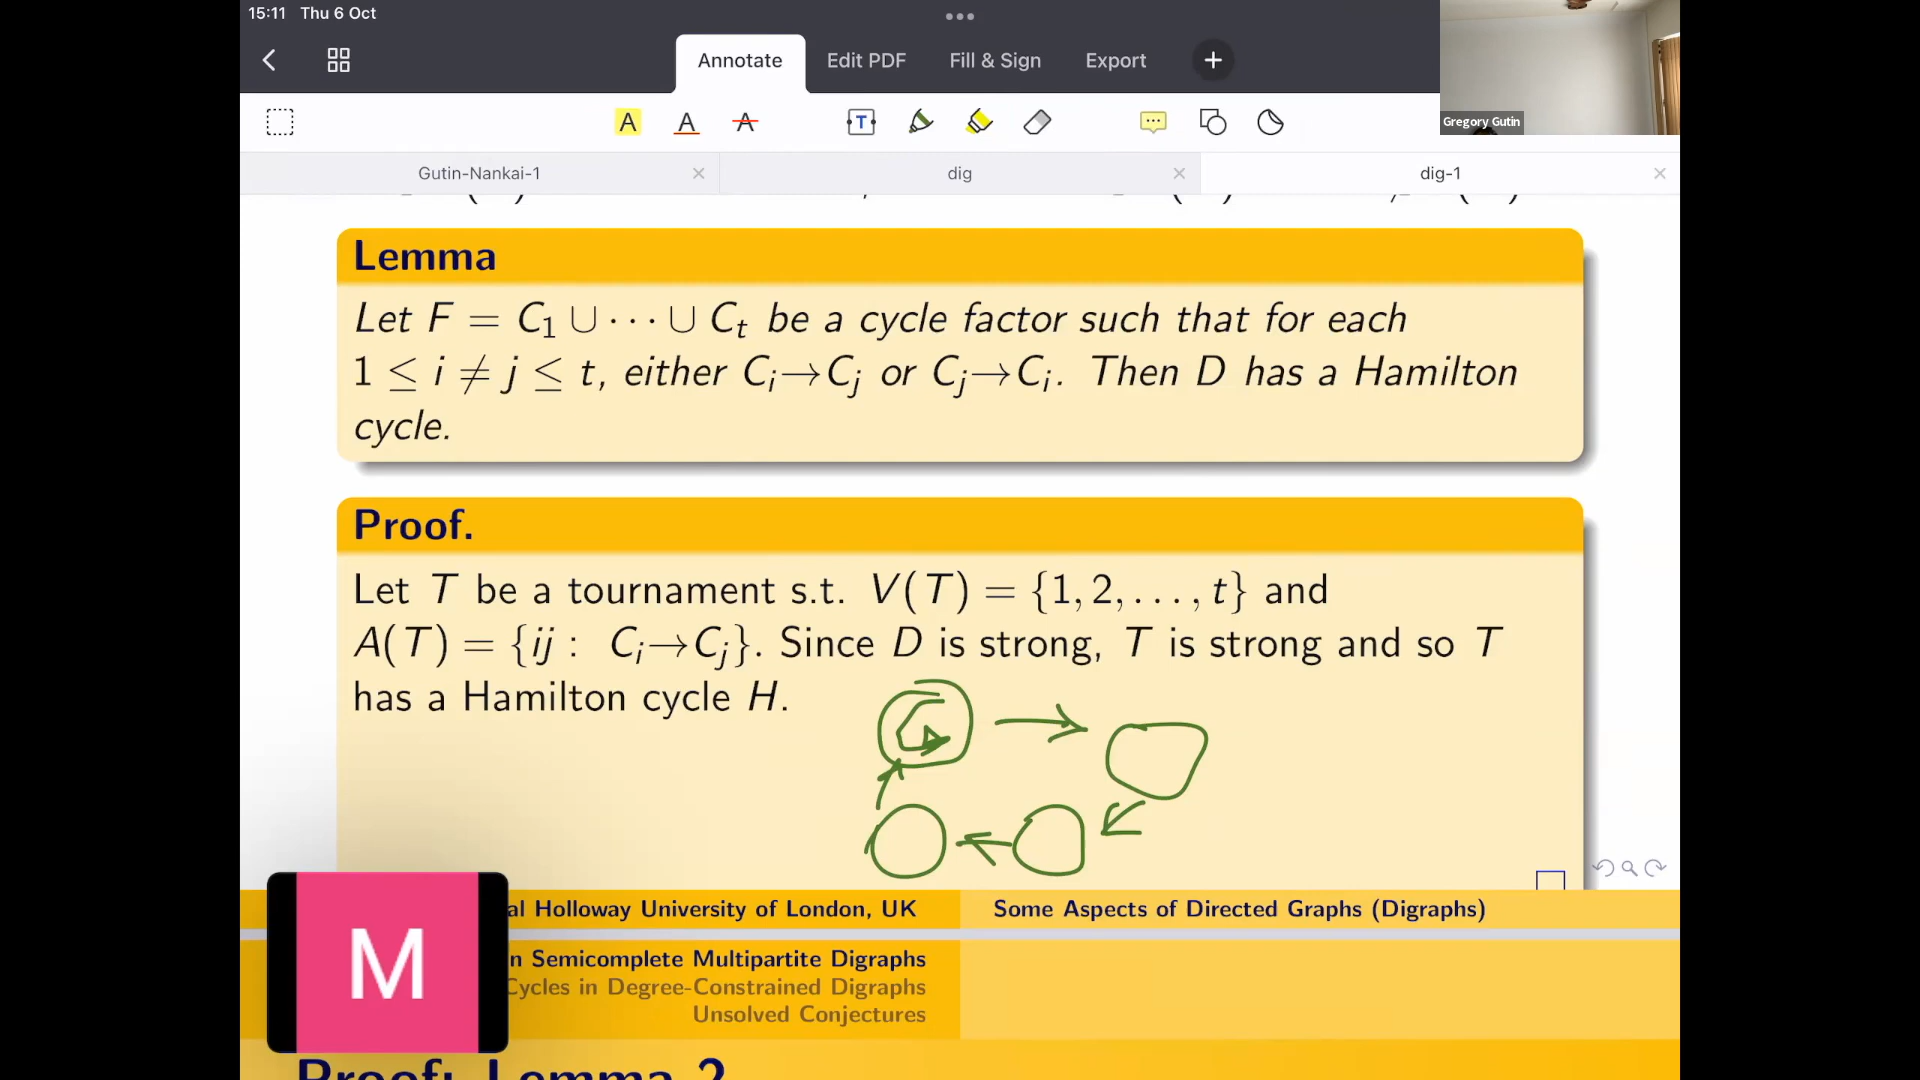 15:11 Thu 6 Oct
Annotate Edit PDF Fill & Sign Export +
A A A T
Gregory Gutin
Gutin-Nankai-1 × dig × dig-1 ×
Lemma
Let F = C₁ ∪ ··· ∪ Cₜ be a cycle factor such that for each
1 ≤ i ≠ j ≤ t, either Cᵢ→Cⱼ or Cⱼ→Cᵢ. Then D has a Hamilton
cycle.
Proof.
Let T be a tournament s.t. V(T) = {1, 2, . . . , t} and
A(T) = {ij : Cᵢ→Cⱼ}. Since D is strong, T is strong and so T
has a Hamilton cycle H.
al Holloway University of London, UK Some Aspects of Directed Graphs (Digraphs)
M
n Semicomplete Multipartite Digraphs
Cycles in Degree-Constrained Digraphs
Unsolved Conjectures
Proof: Lemma 2